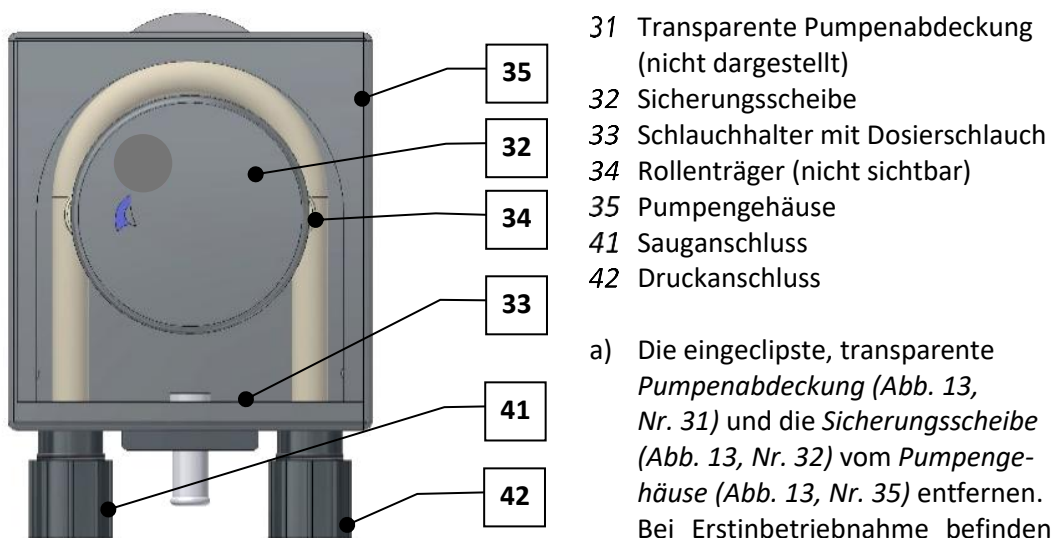 35
32
34
33
41
42
31 Transparente Pumpenabdeckung
(nicht dargestellt)
32 Sicherungsscheibe
33 Schlauchhalter mit Dosierschlauch
34 Rollenträger (nicht sichtbar)
35 Pumpengehäuse
41 Sauganschluss
42 Druckanschluss
a) Die eingeclipste, transparente
Pumpenabdeckung (Abb. 13,
Nr. 31) und die Sicherungsscheibe
(Abb. 13, Nr. 32) vom Pumpenge-
häuse (Abb. 13, Nr. 35) entfernen.
Bei Erstinbetriebnahme befinden